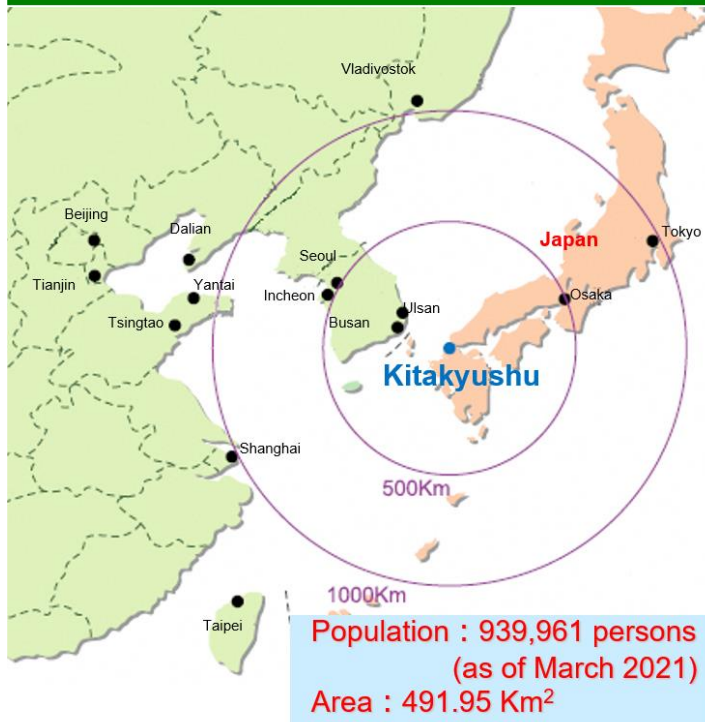 Vladivostok
Beijing
Dalian
Tokyo
Japan
Seoul
Tianjin
Yantai
Incheon
Osaka
Ulsan
Tsingtao
Busan
Kitakyushu
Shanghai
500Km
1000Km
Taipei
Population：939,961 persons
(as of March 2021)
Area：491.95 Km²